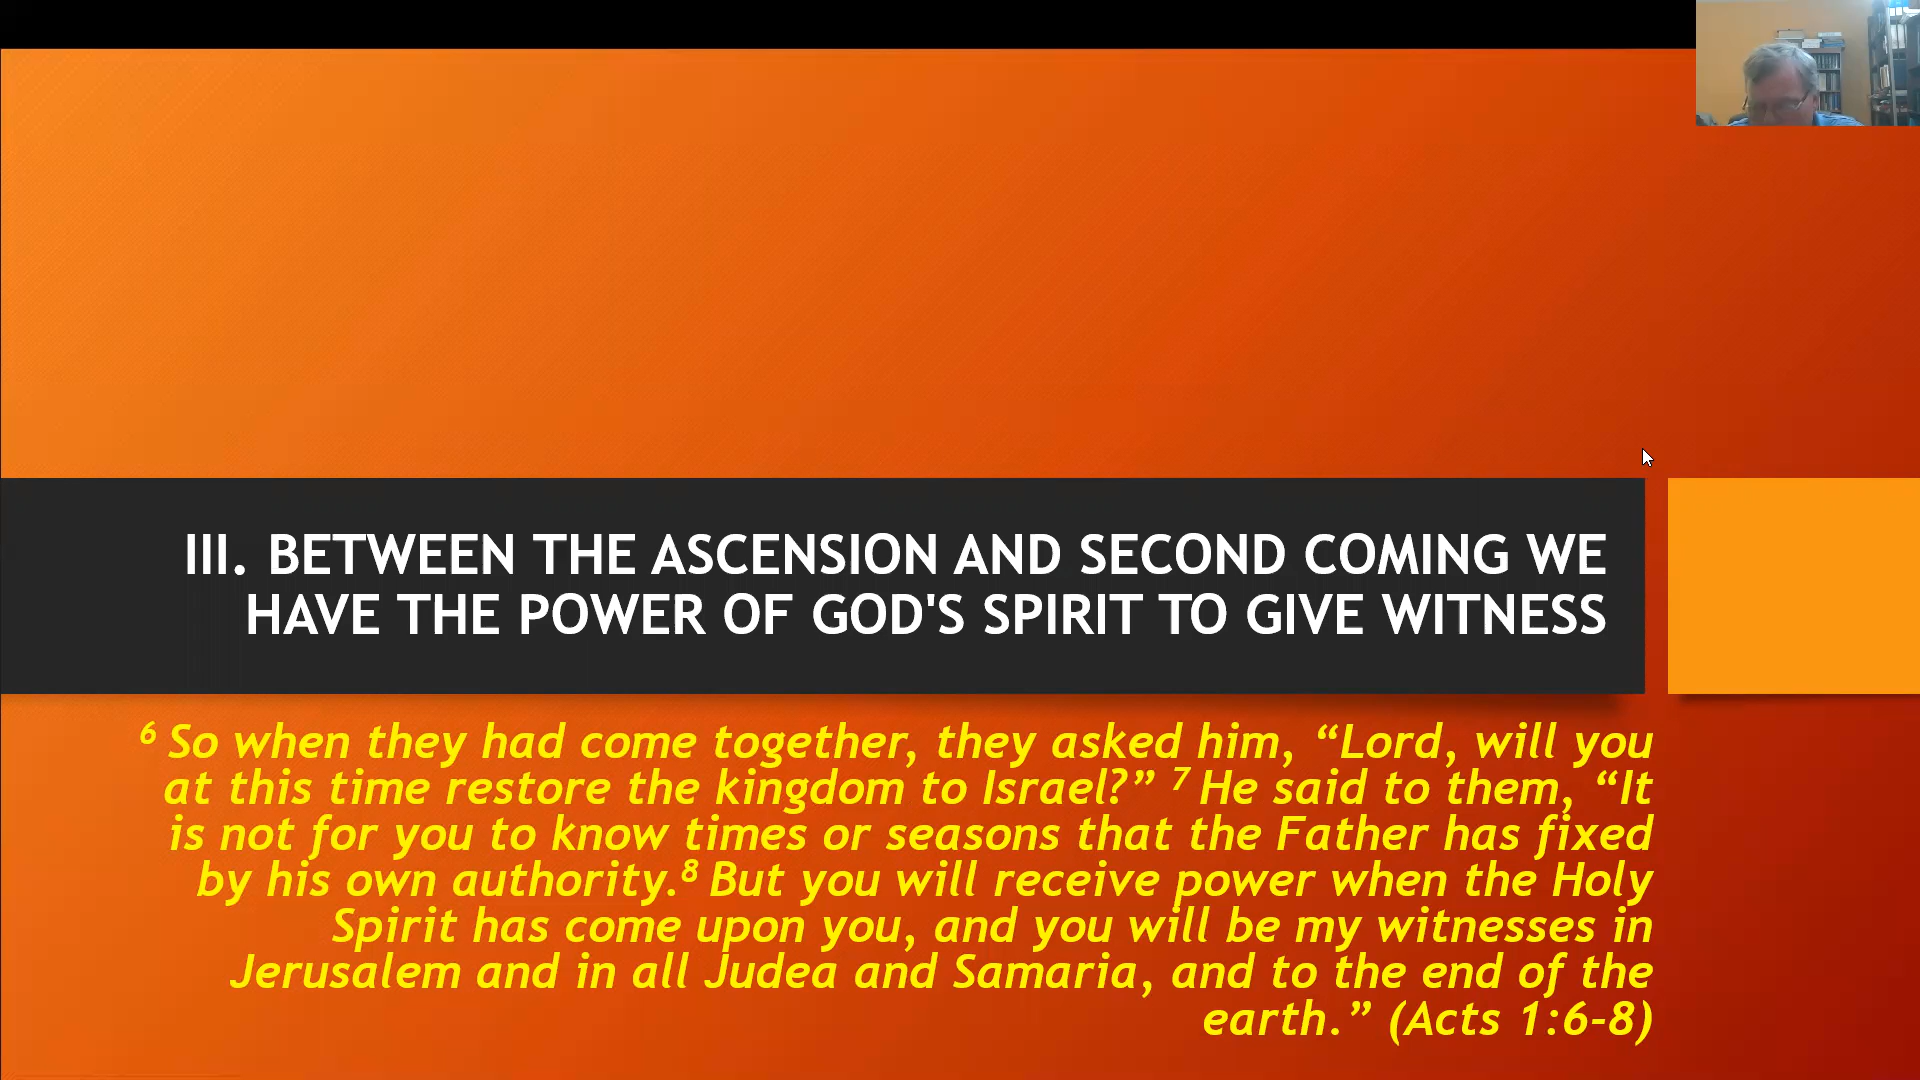 III. BETWEEN THE ASCENSION AND SECOND COMING WE
HAVE THE POWER OF GOD'S SPIRIT TO GIVE WITNESS
6 So when they had come together, they asked him, “Lord, will you
at this time restore the kingdom to Israel?” 7 He said to them, “It
is not for you to know times or seasons that the Father has fixed
by his own authority.8 But you will receive power when the Holy
Spirit has come upon you, and you will be my witnesses in
Jerusalem and in all Judea and Samaria, and to the end of the
earth.” (Acts 1:6-8)